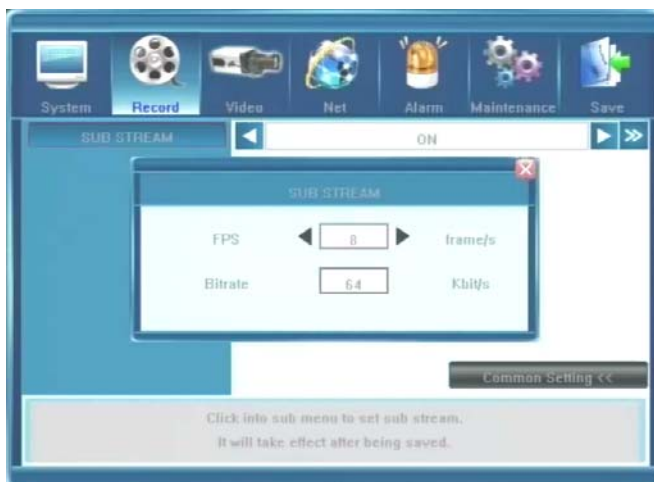 System Record Video Net Alarm Maintenance Save
SUB STREAM ON
SUB STREAM
FPS 8 frame/s
Bitrate 64 Kbit/s
Common Setting <<
Click into sub menu to set sub stream.
It will take effect after being saved.